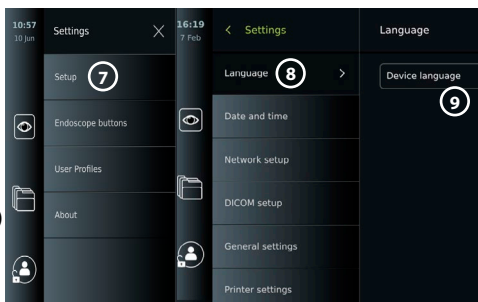 10:57
10 Jun
Settings
Setup
7
Endoscope buttons
User Profiles
About
16:19
7 Feb
Settings
Language
8
Date and time
Network setup
DICOM setup
General settings
Printer settings
Language
Device language
9